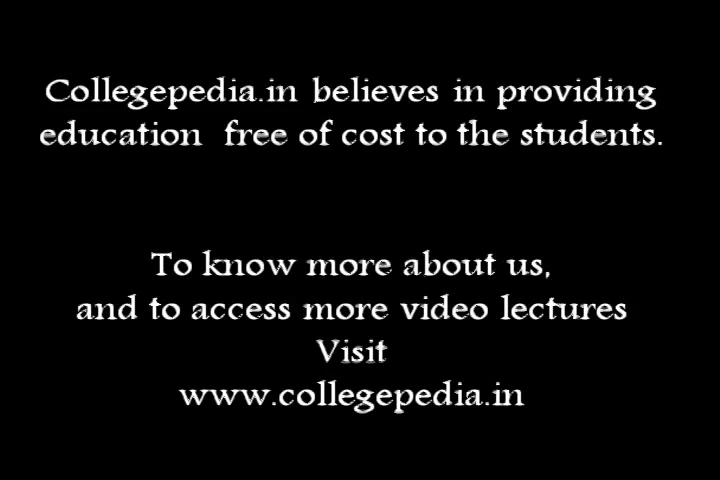 Collegepedia.in believes in providing
education free of cost to the students.
To know more about us,
and to access more video lectures
Visit
www.collegepedia.in